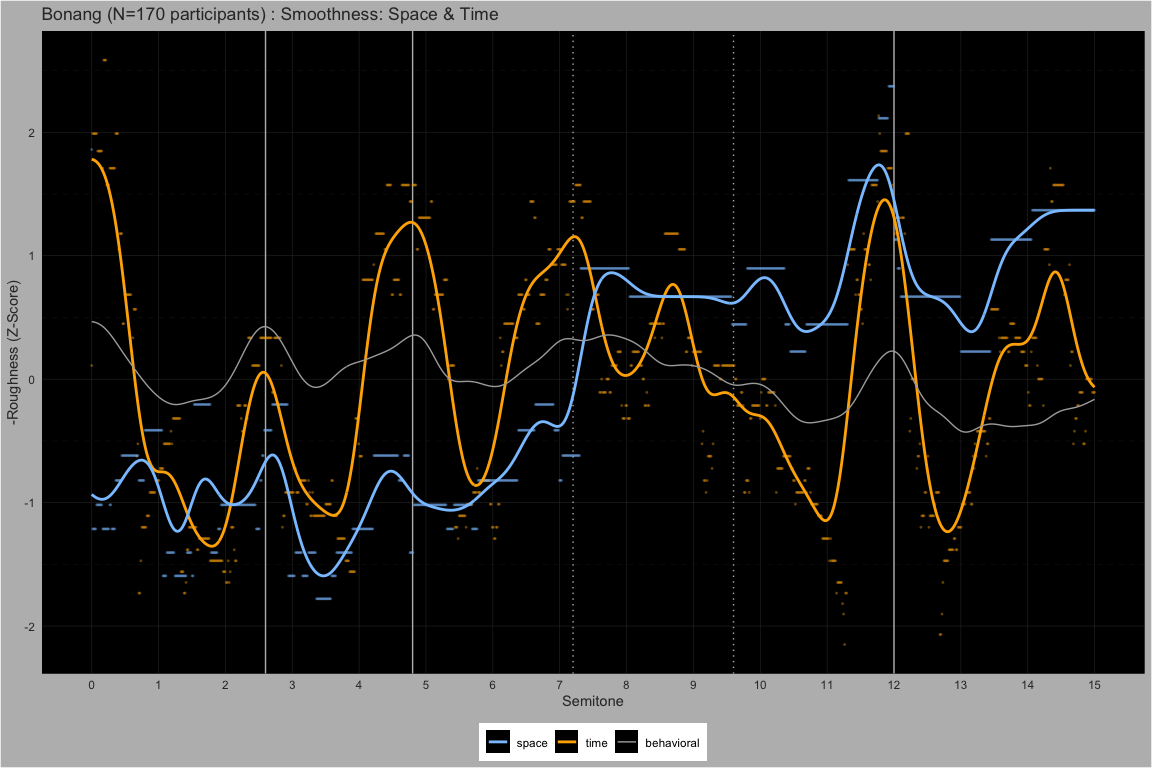 Bonang (N=170 participants) : Smoothness: Space & Time
-Roughness (Z-Score)
2
1
0
-1
-2
0 1 2 3 4 5 6 7 8 9 10 11 12 13 14 15
Semitone
space time behavioral